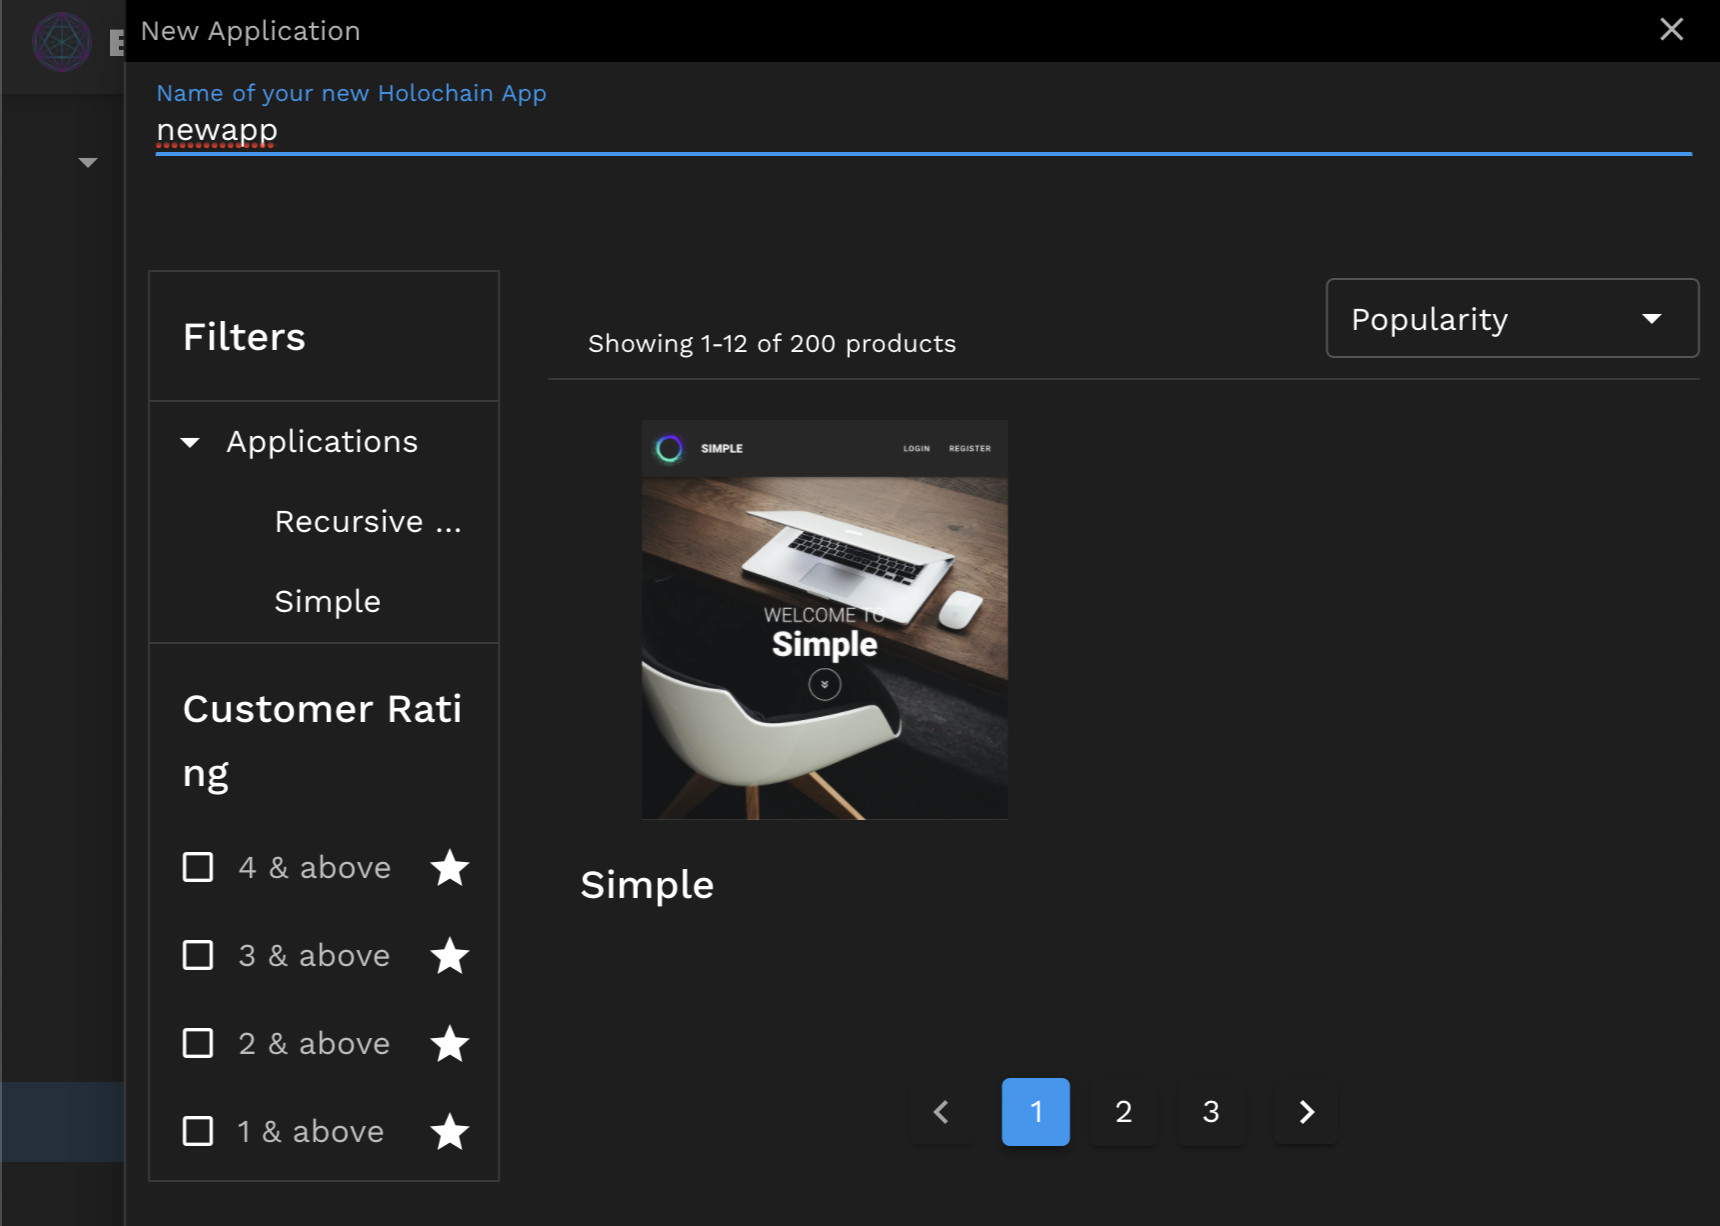 New Application
Name of your new Holochain App
newapp
Filters
Applications
Recursive ...
Simple
Customer Rati
ng
4 & above
3 & above
2 & above
1 & above
Showing 1-12 of 200 products
Popularity
SIMPLE
LOGIN REGISTER
WELCOME TO
Simple
Simple
1 2 3